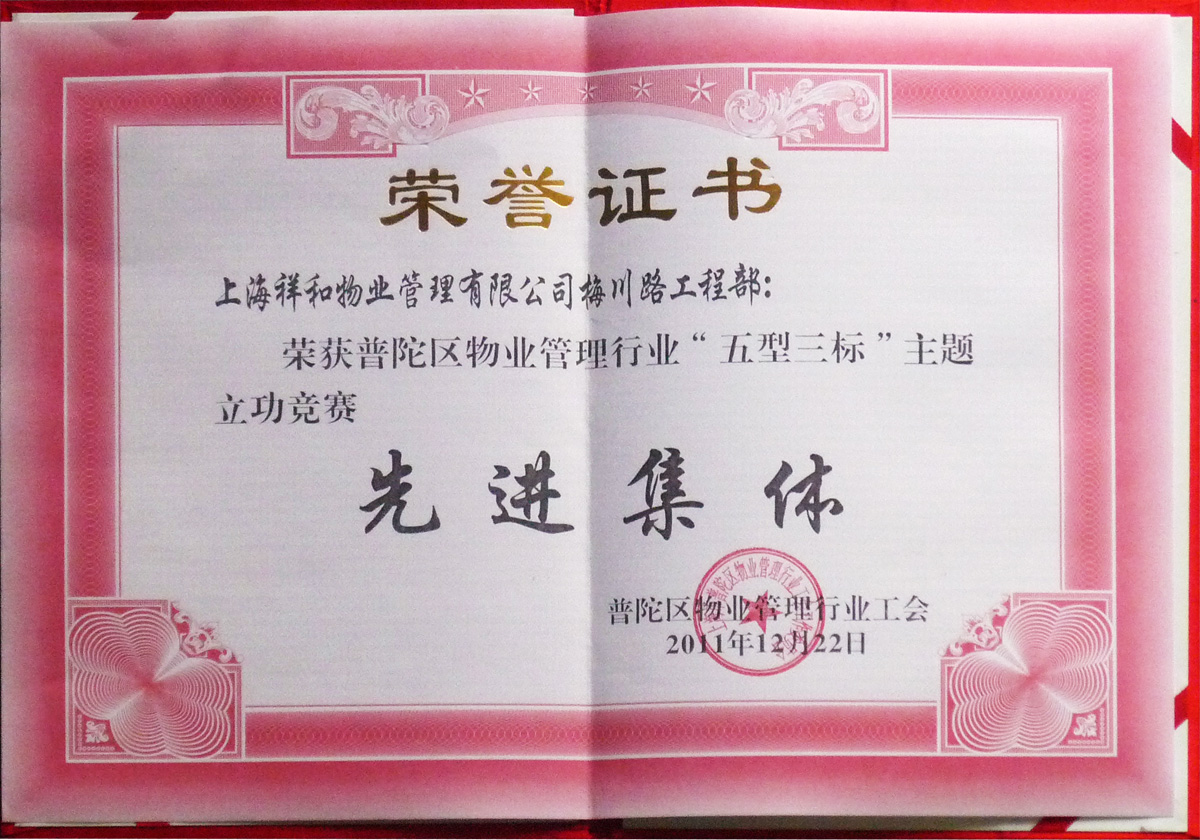 荣誉证书
上海祥和物业管理有限公司梅川路工程部:
荣获普陀区物业管理行业“五型三标”主题
立功竞赛
先进集体
普陀区物业管理行业工会
2011年12月22日